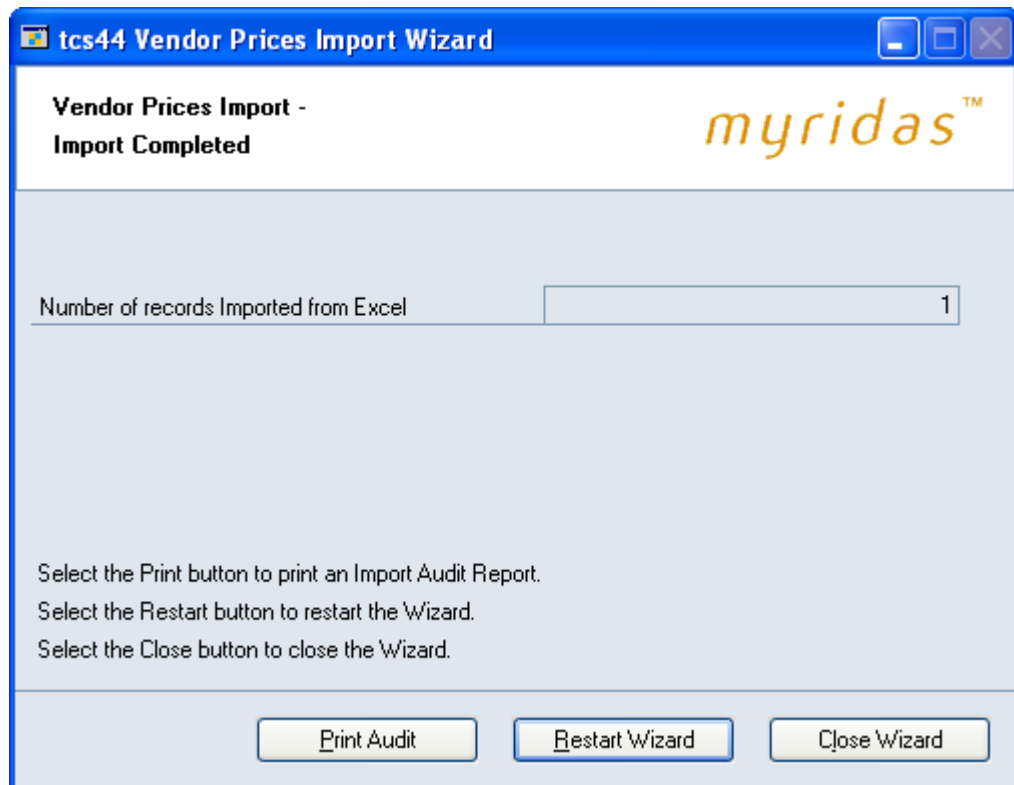 tcs44 Vendor Prices Import Wizard
Vendor Prices Import -
Import Completed
myridas™
Number of records Imported from Excel 1
Select the Print button to print an Import Audit Report.
Select the Restart button to restart the Wizard.
Select the Close button to close the Wizard.
Print Audit Restart Wizard Close Wizard